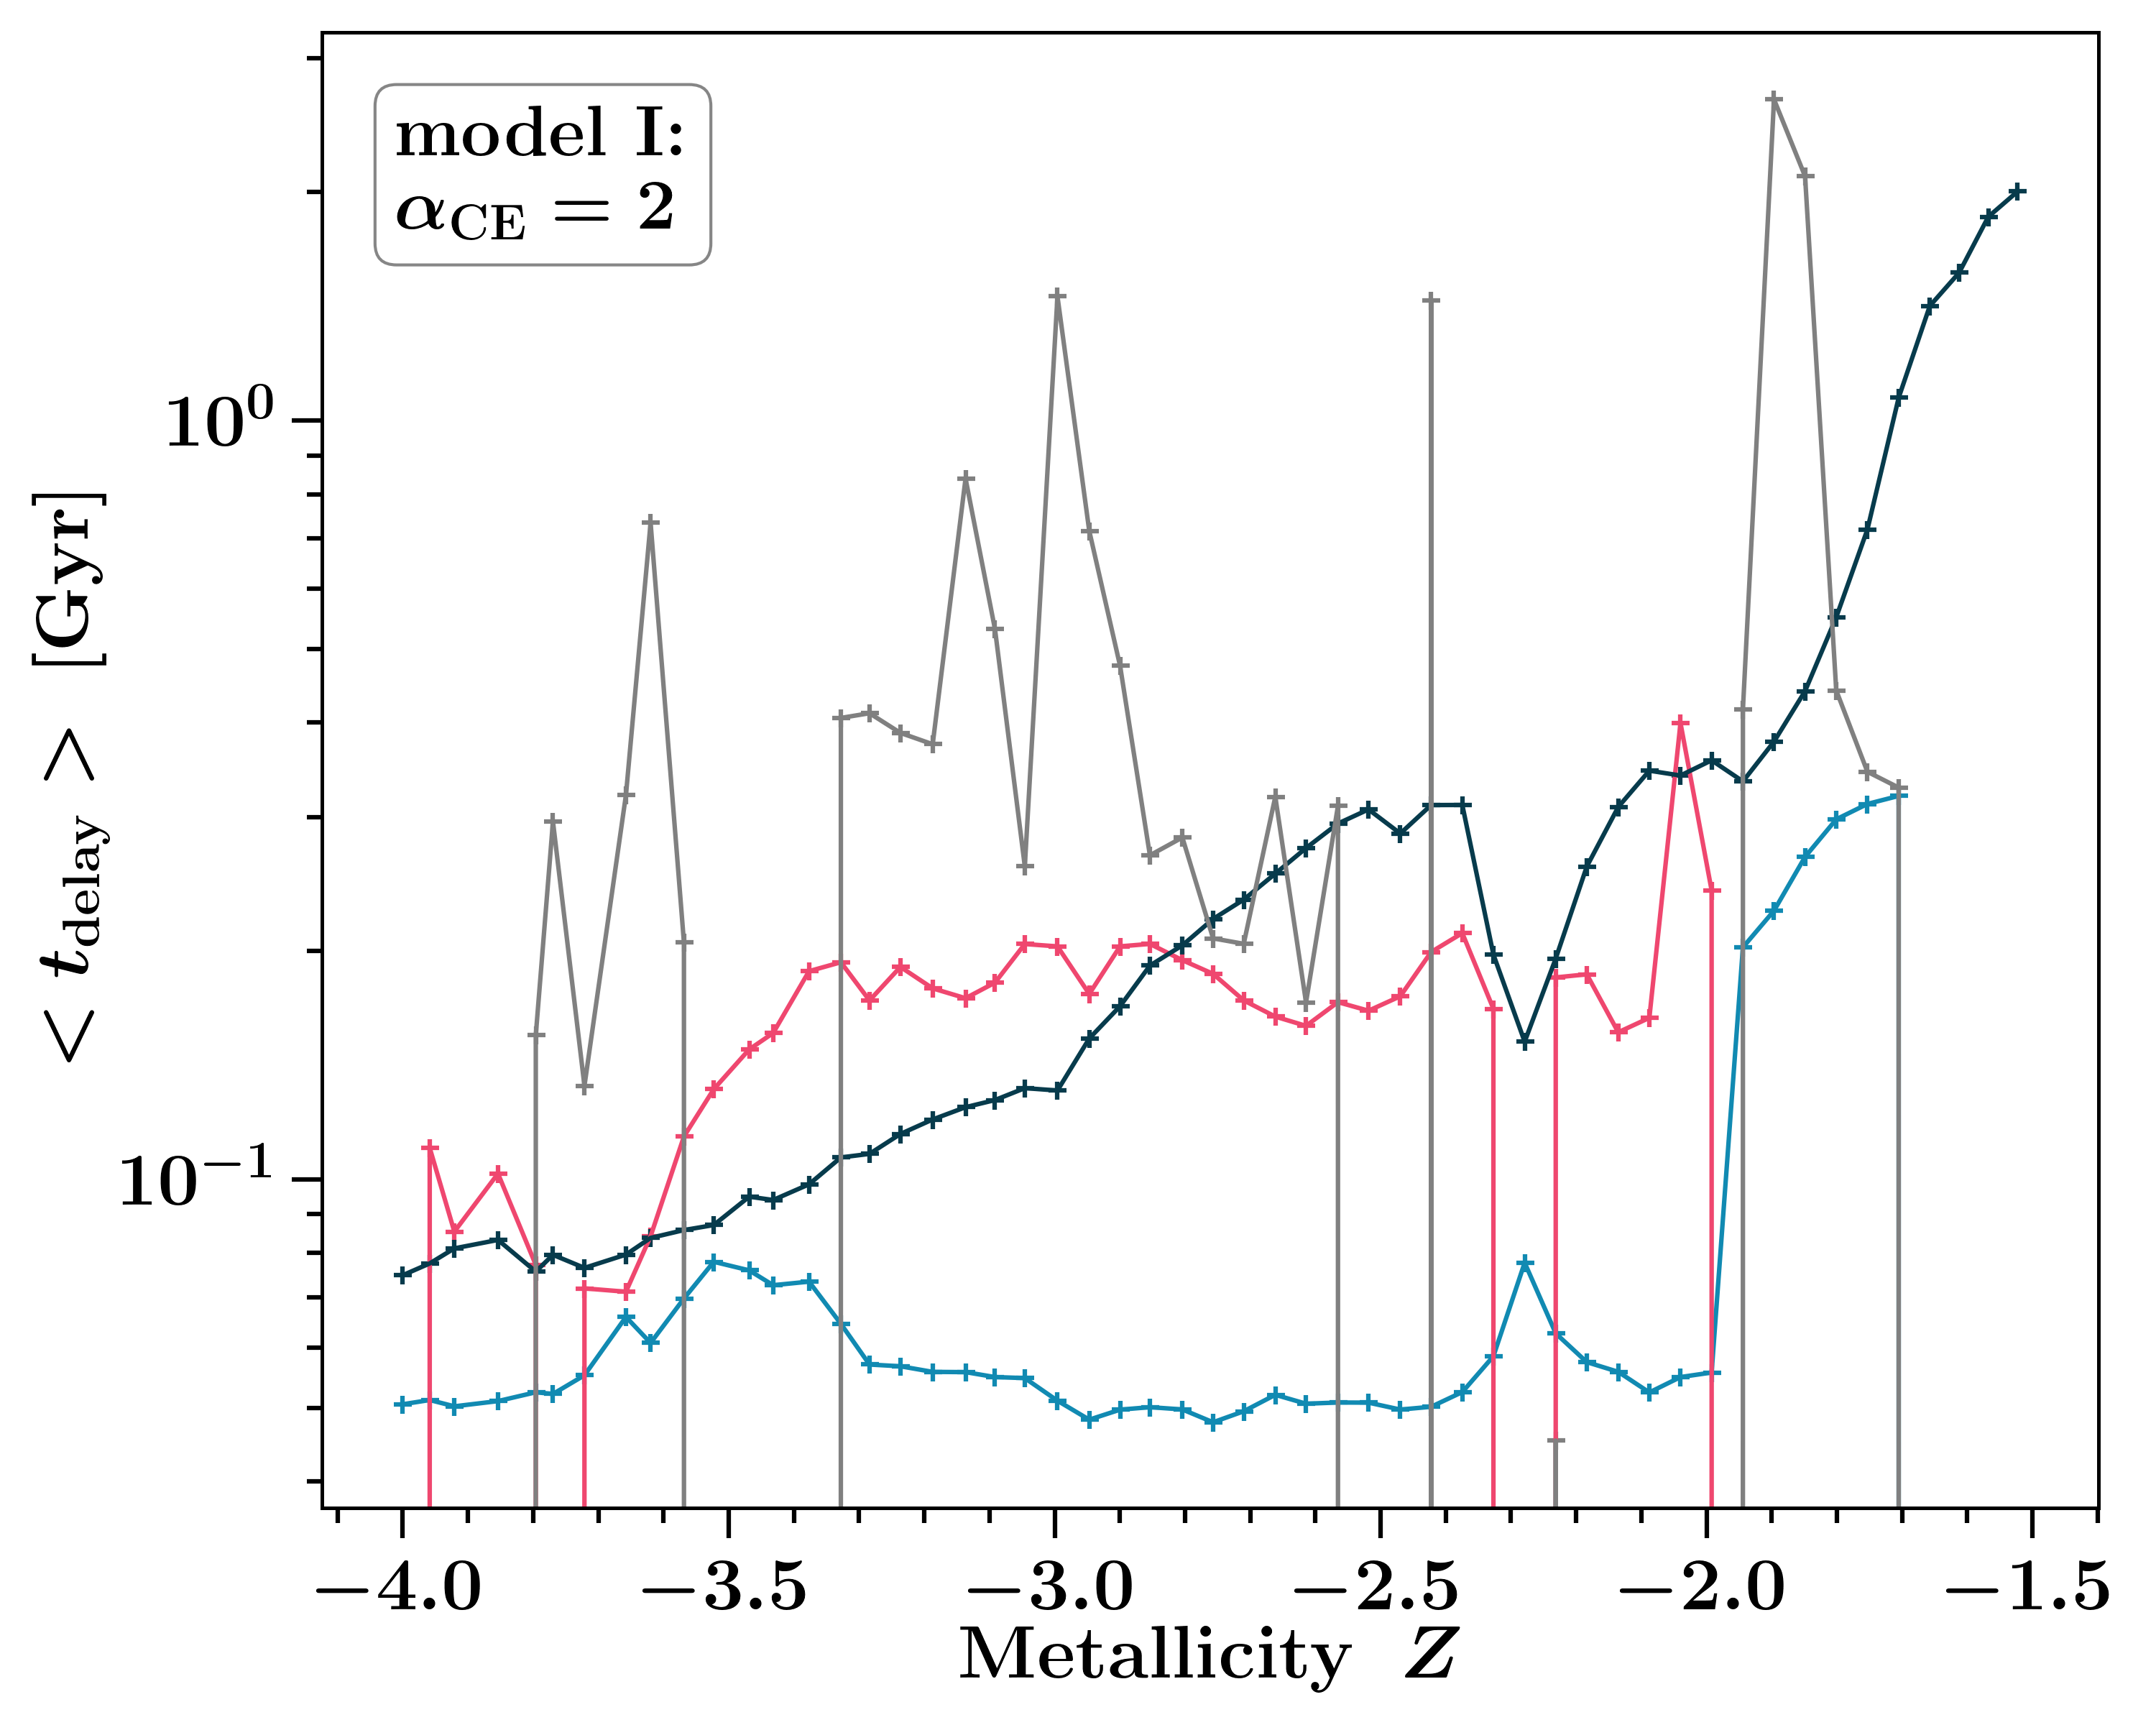 model I:
α_CE = 2
10^0
10^−1
< t_delay > [Gyr]
−4.0 −3.5 −3.0 −2.5 −2.0 −1.5
Metallicity Z